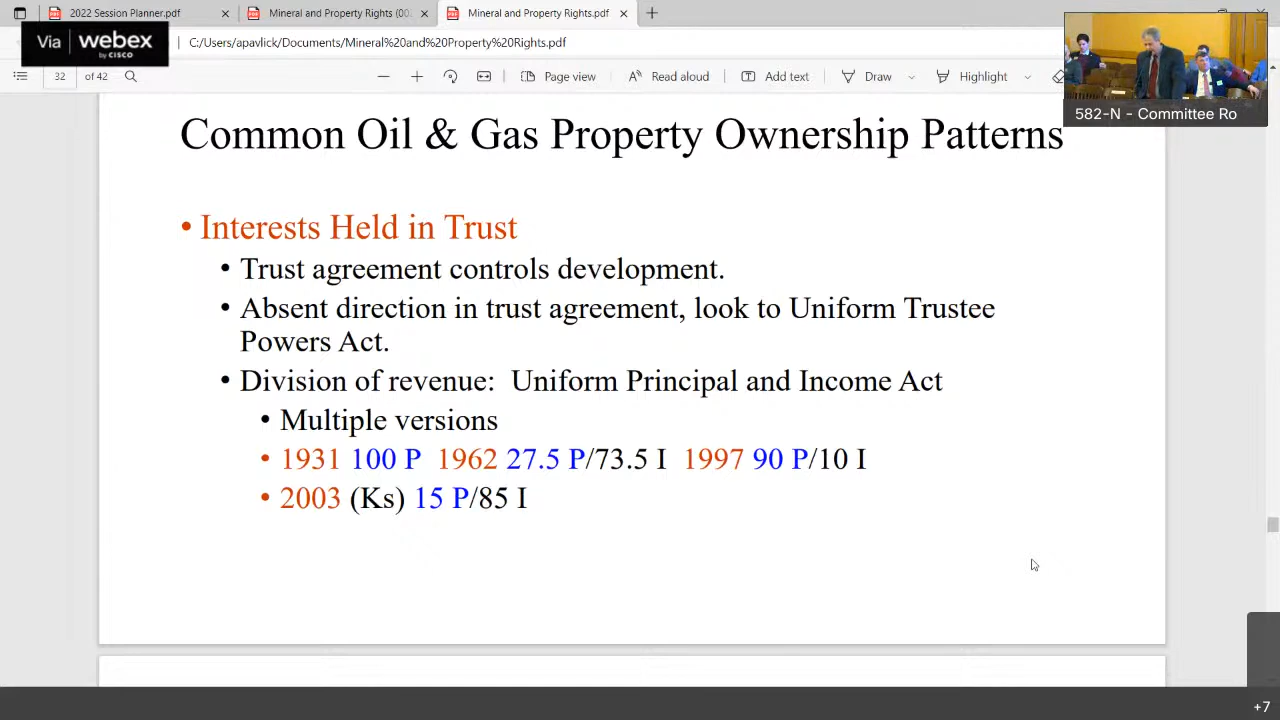 2022 Session Planner.pdf
Mineral and Property Rights (00
Mineral and Property Rights.pdf
Via webex
by CISCO
C:/Users/apavlick/Documents/Mineral%20and%20Property%20Rights.pdf
32 of 42
Page view
Read aloud
Add text
Draw
Highlight
582-N - Committee Ro
Common Oil & Gas Property Ownership Patterns
• Interests Held in Trust
• Trust agreement controls development.
• Absent direction in trust agreement, look to Uniform Trustee
Powers Act.
• Division of revenue: Uniform Principal and Income Act
• Multiple versions
• 1931 100 P 1962 27.5 P/73.5 I 1997 90 P/10 I
• 2003 (Ks) 15 P/85 I
+7